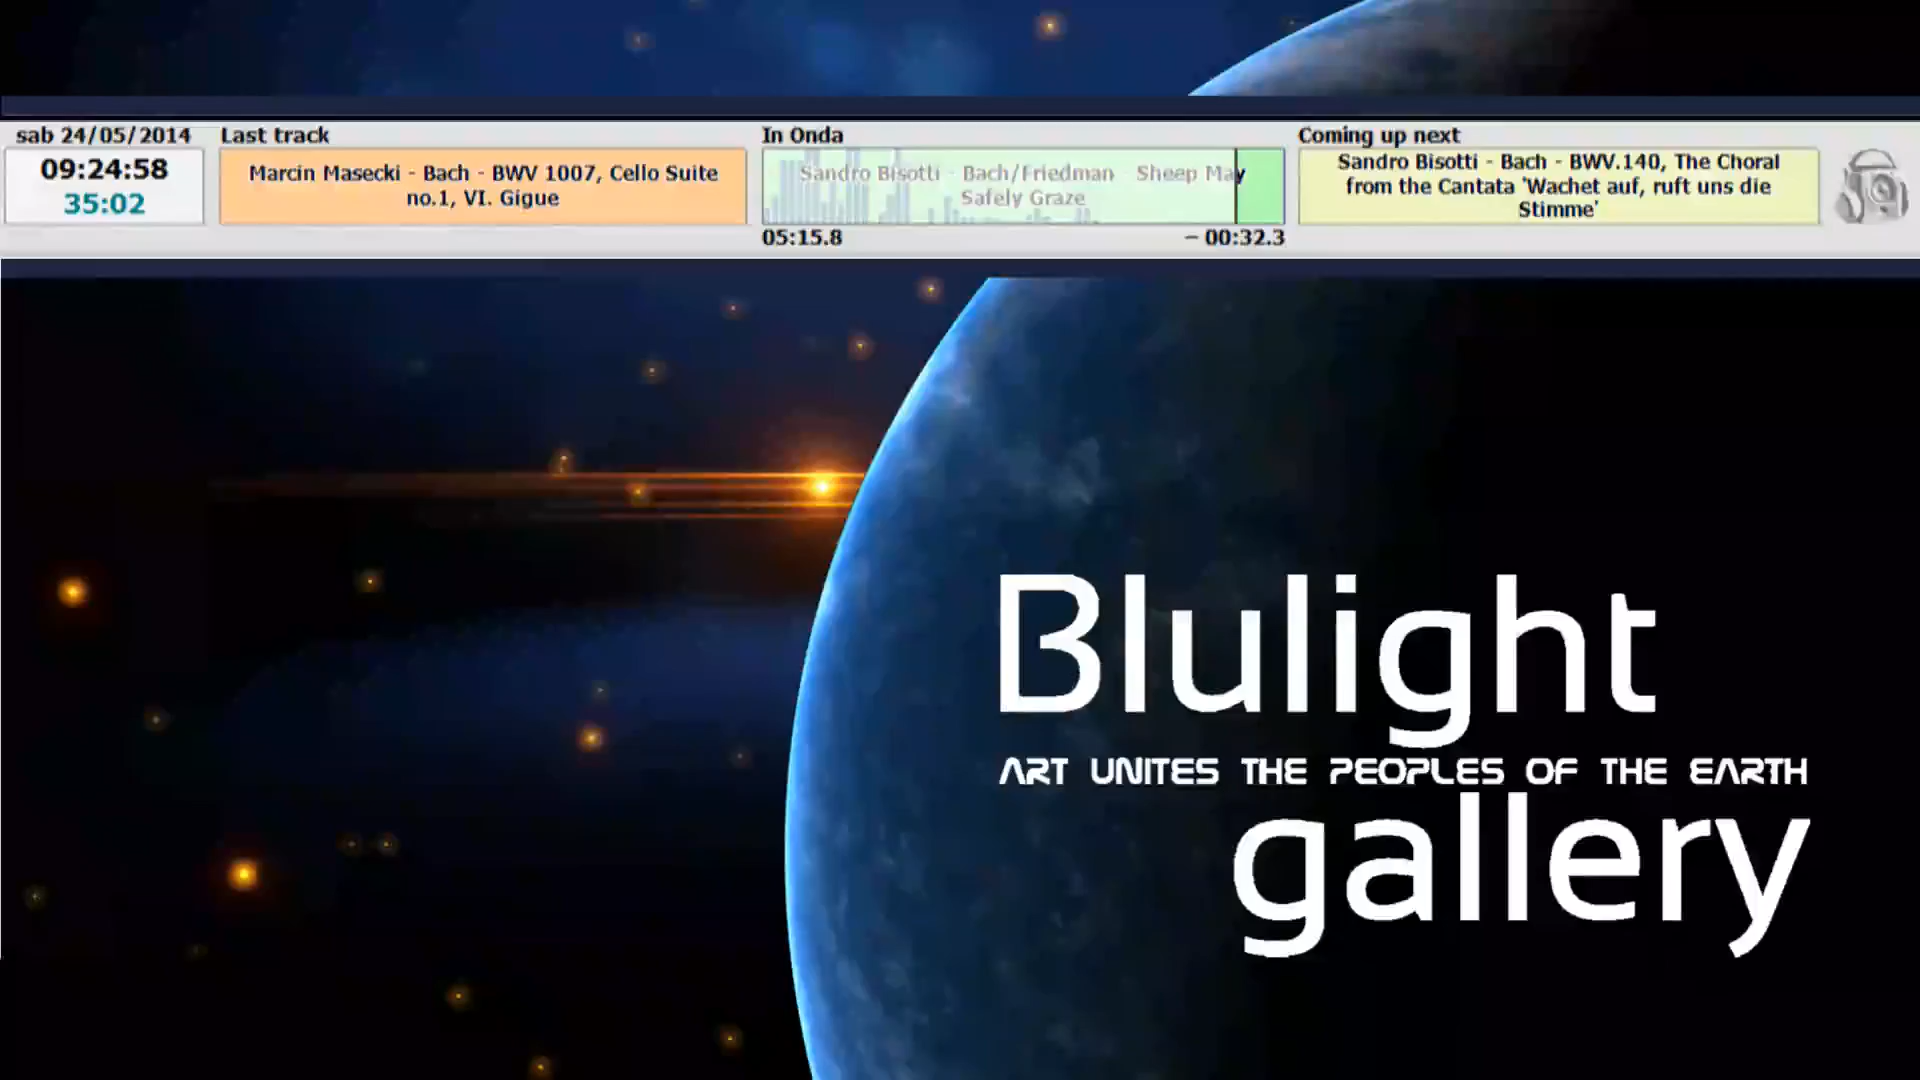 sab 24/05/2014
09:24:58
35:02
Last track
Marcin Masecki - Bach - BWV 1007, Cello Suite
no.1, VI. Gigue
In Onda
Sandro Bisotti - Bach/Friedman - Sheep May
Safely Graze
05:15.8
– 00:32.3
Coming up next
Sandro Bisotti - Bach - BWV.140, The Choral
from the Cantata 'Wachet auf, ruft uns die
Stimme'
Blulight
ART UNITES THE PEOPLES OF THE EARTH
gallery